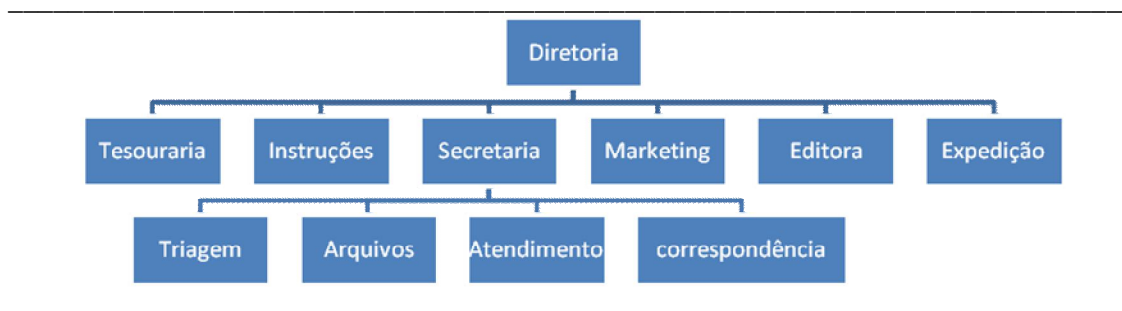 Diretoria
Tesouraria Instruções Secretaria Marketing Editora Expedição
Triagem Arquivos Atendimento correspondência